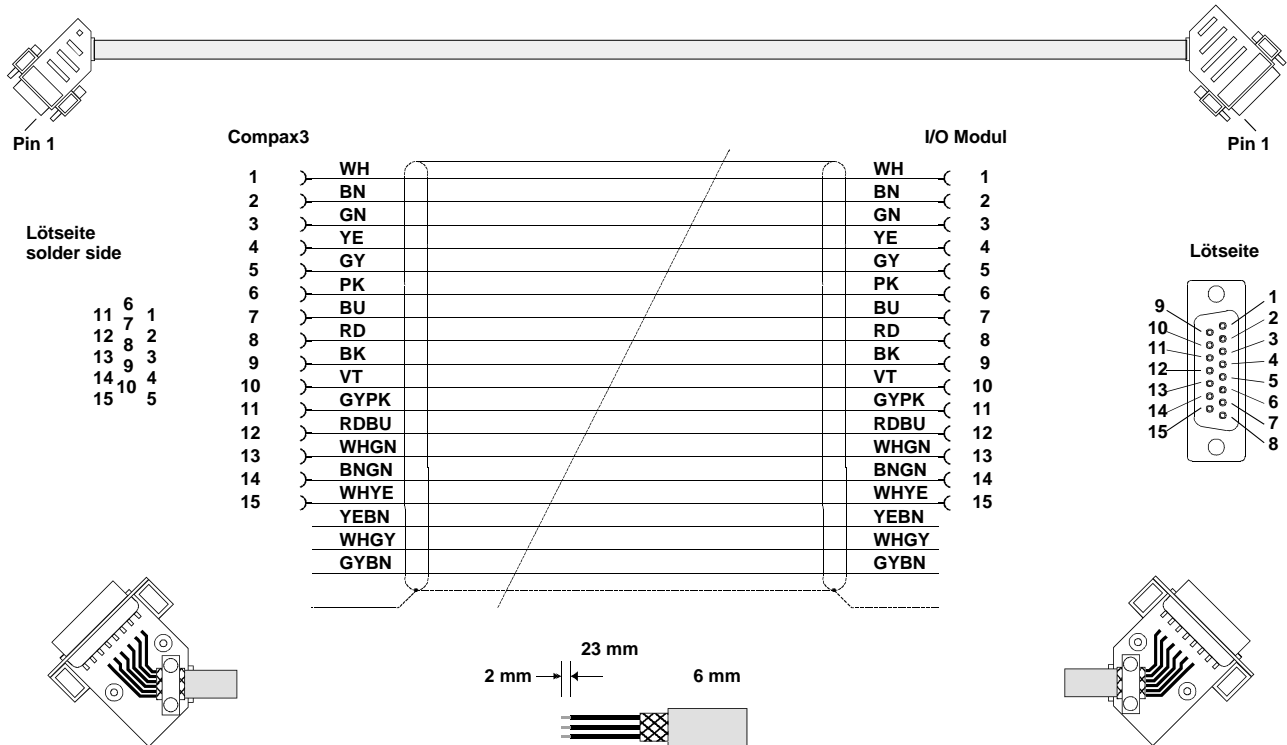 Pin 1
Pin 1
Compax3
I/O Modul
1 WH WH 1
2 BN BN 2
3 GN GN 3
4 YE YE 4
5 GY GY 5
6 PK PK 6
7 BU BU 7
8 RD RD 8
9 BK BK 9
10 VT VT 10
11 GYPK GYPK 11
12 RDBU RDBU 12
13 WHGN WHGN 13
14 BNGN BNGN 14
15 WHYE WHYE 15
YEBN YEBN
WHGY WHGY
GYBN GYBN
Lötseite
solder side
6
11 1
7
12 2
8
13 3
9
14 4
10
15 5
Lötseite
9 1
10 2
11 3
12 4
13 5
14 6
15 7
8
23 mm
2 mm 6 mm